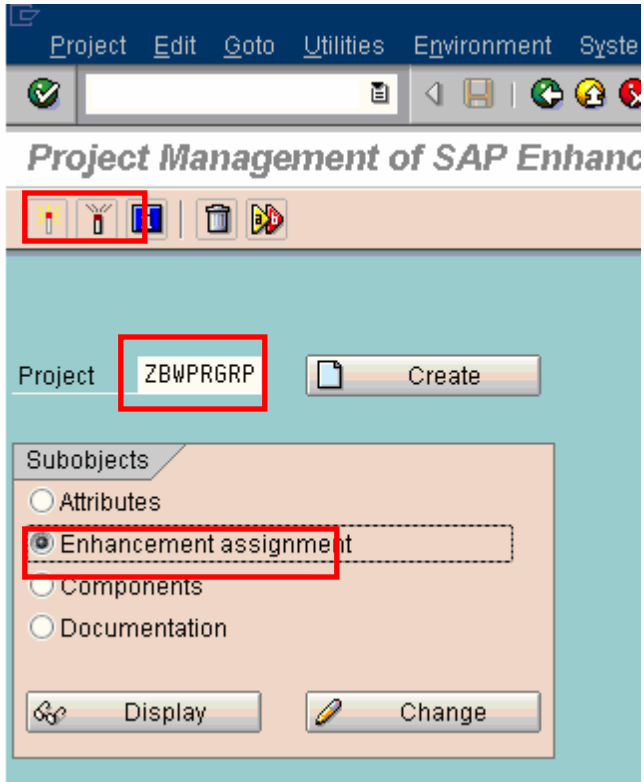 Project Edit Goto Utilities Environment Syste
Project Management of SAP Enhanc
Project ZBWPRGRP Create
Subobjects
Attributes
Enhancement assignment
Components
Documentation
Display Change